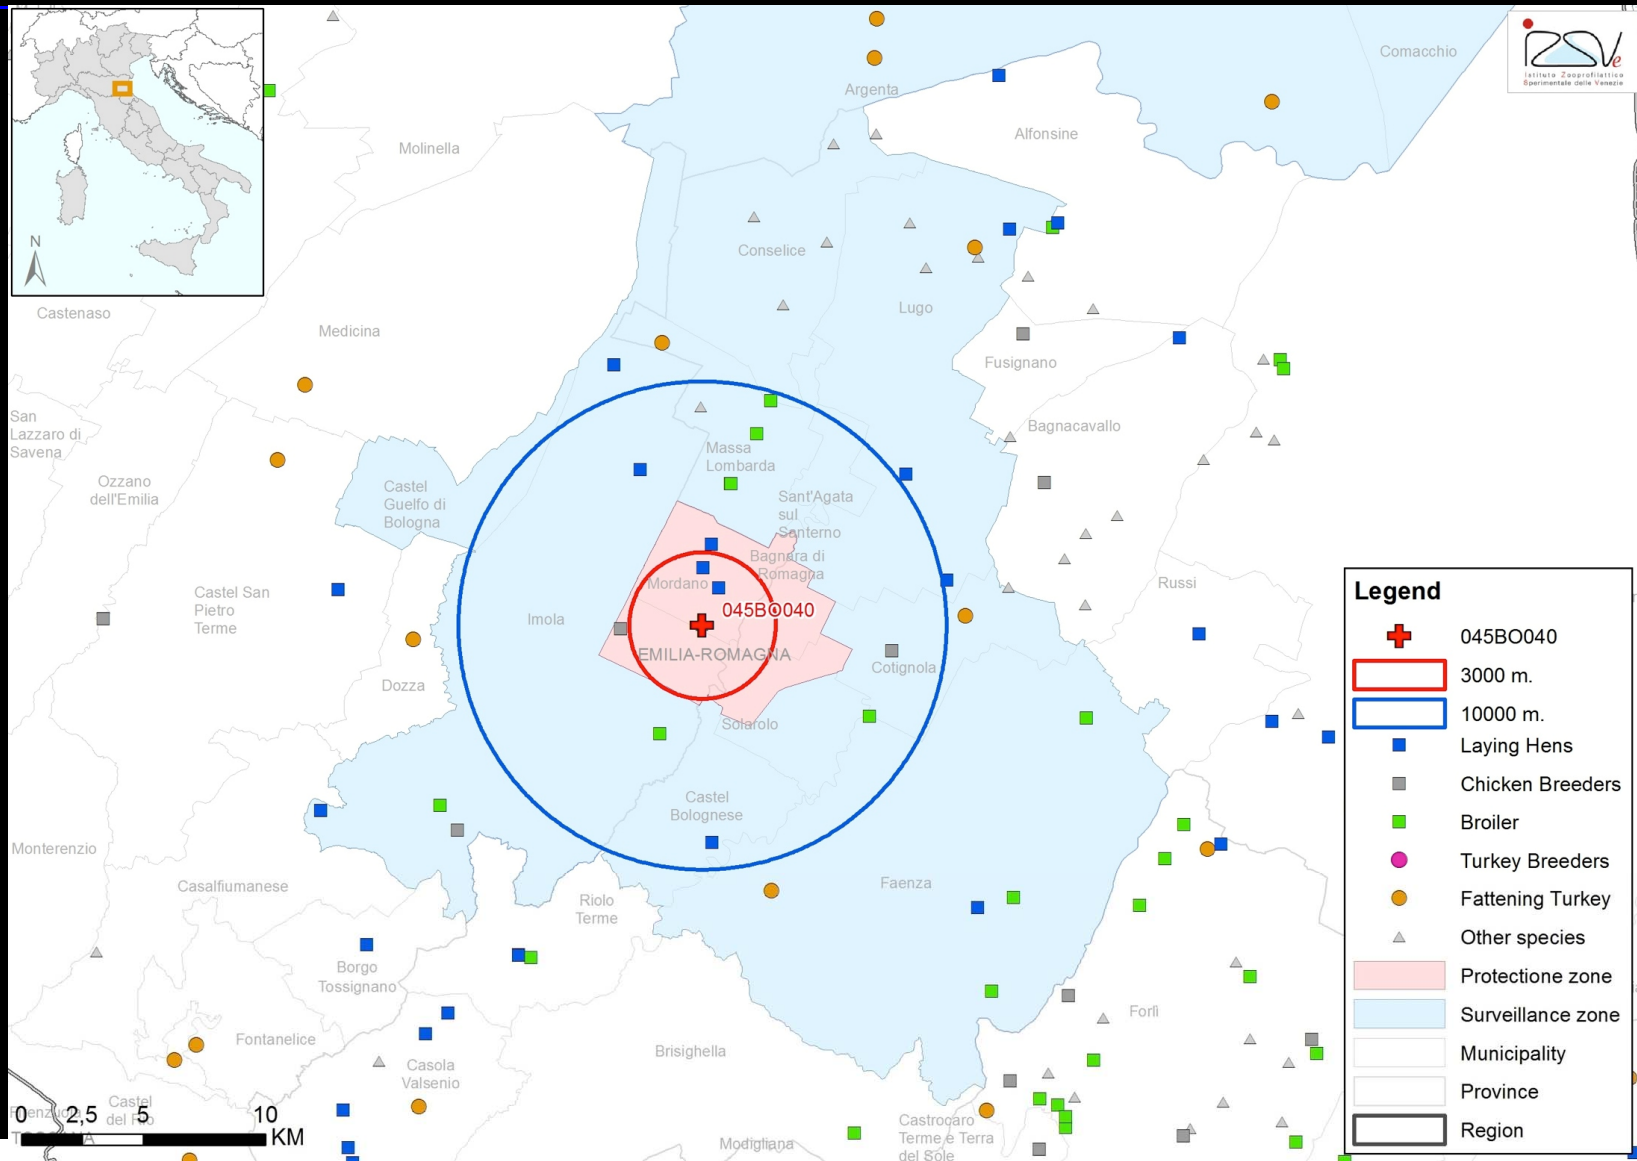 Comacchio
IZSVe
Istituto Zooprofilattico
Sperimentale delle Venezie
Argenta
Alfonsine
Molinella
N
Conselice
Castenaso
Lugo
Medicina
Fusignano
San
Lazzaro di
Savena
Bagnacavallo
Massa
Lombarda
Ozzano
dell'Emilia
Castel
Guelfo di
Bologna
Sant'Agata
sul
Santerno
Bagnara di
Romagna
Mordano
Russi
Castel San
Pietro
Terme
045BO040
Imola
EMILIA-ROMAGNA
Cotignola
Dozza
Solarolo
Castel
Bolognese
Monterenzio
Casalfiumanese
Faenza
Riolo
Terme
Borgo
Tossignano
Forlì
Fontanelice
Brisighella
Casola
Valsenio
Castel
del Rio
Castrocaro
Terme e Terra
del Sole
Modigliana
0 2,5 5 10
KM
Legend
045BO040
3000 m.
10000 m.
Laying Hens
Chicken Breeders
Broiler
Turkey Breeders
Fattening Turkey
Other species
Protectione zone
Surveillance zone
Municipality
Province
Region